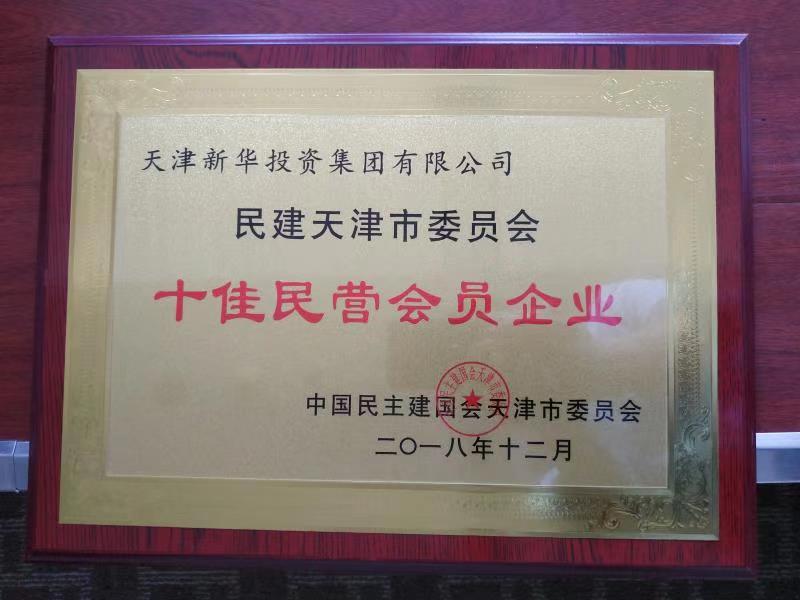 天津新华投资集团有限公司
民建天津市委员会
十佳民营会员企业
中国民主建国会天津市委员会
二〇一八年十二月